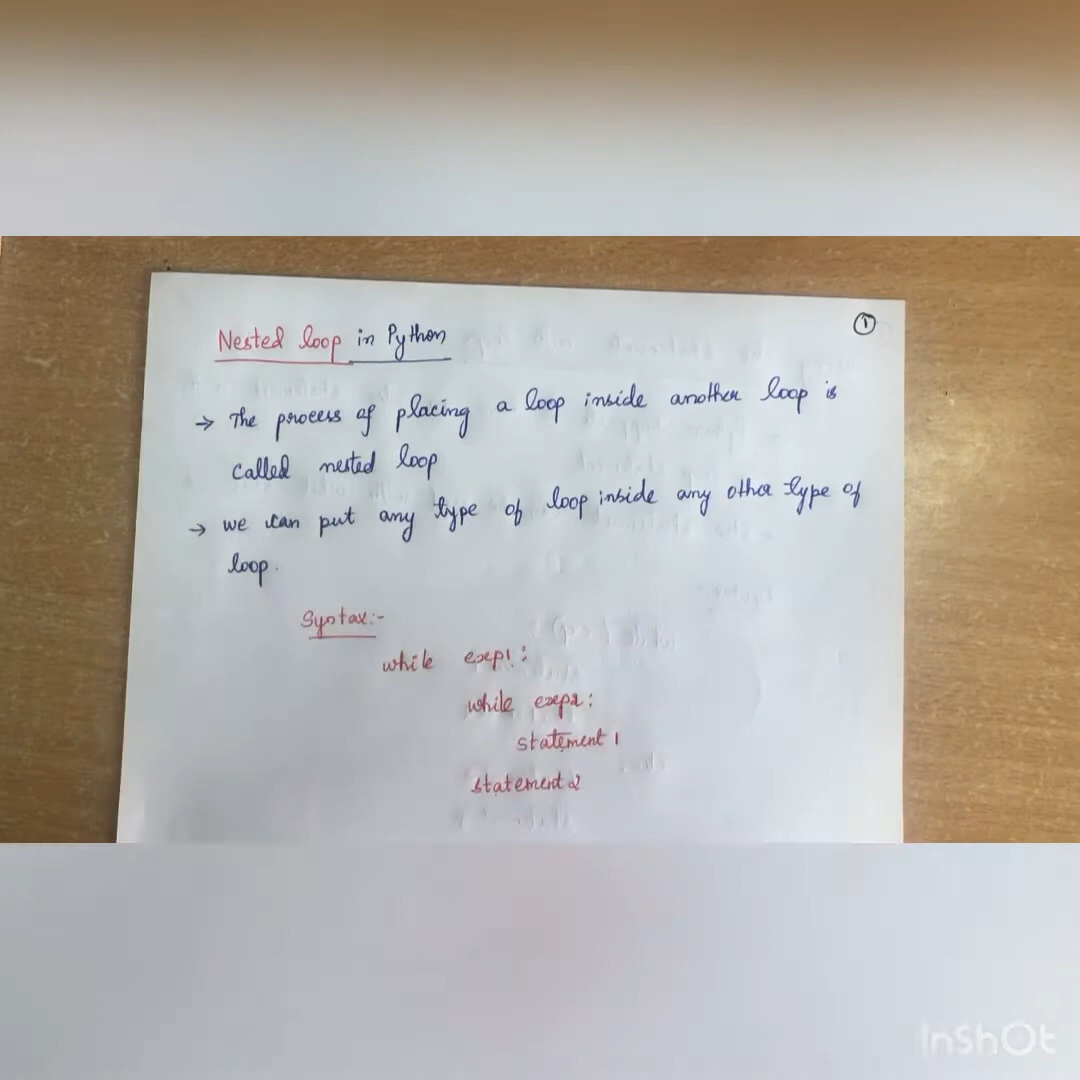 ①
Nested loop in Python
→ The process of placing a loop inside another loop is
called nested loop
→ we can put any type of loop inside any other type of
loop.
Syntax:-
while exep1:
while exep2:
statement 1
statement 2
InShOt